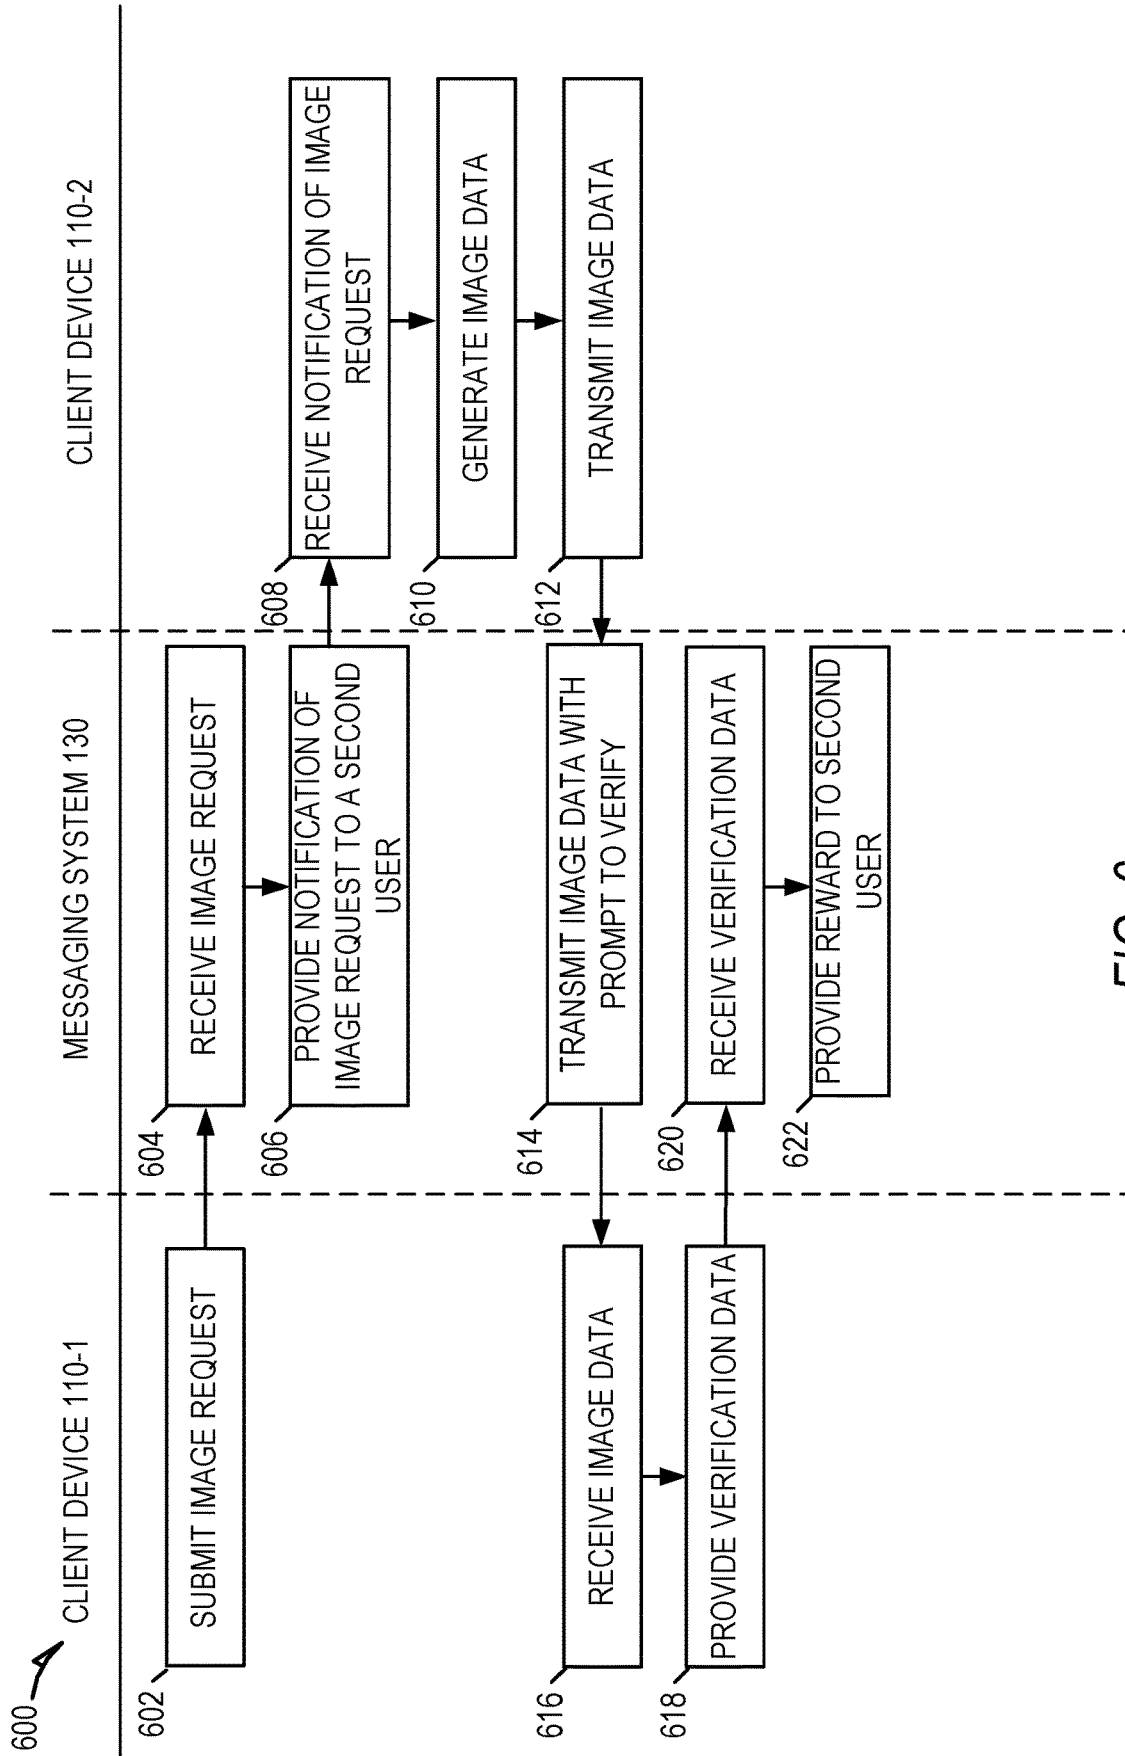 600
CLIENT DEVICE 110-1
MESSAGING SYSTEM 130
CLIENT DEVICE 110-2
602
SUBMIT IMAGE REQUEST
604
RECEIVE IMAGE REQUEST
606
PROVIDE NOTIFICATION OF
IMAGE REQUEST TO A SECOND
USER
608
RECEIVE NOTIFICATION OF IMAGE
REQUEST
610
GENERATE IMAGE DATA
612
TRANSMIT IMAGE DATA
614
TRANSMIT IMAGE DATA WITH
PROMPT TO VERIFY
616
RECEIVE IMAGE DATA
618
PROVIDE VERIFICATION DATA
620
RECEIVE VERIFICATION DATA
622
PROVIDE REWARD TO SECOND
USER
FIG.